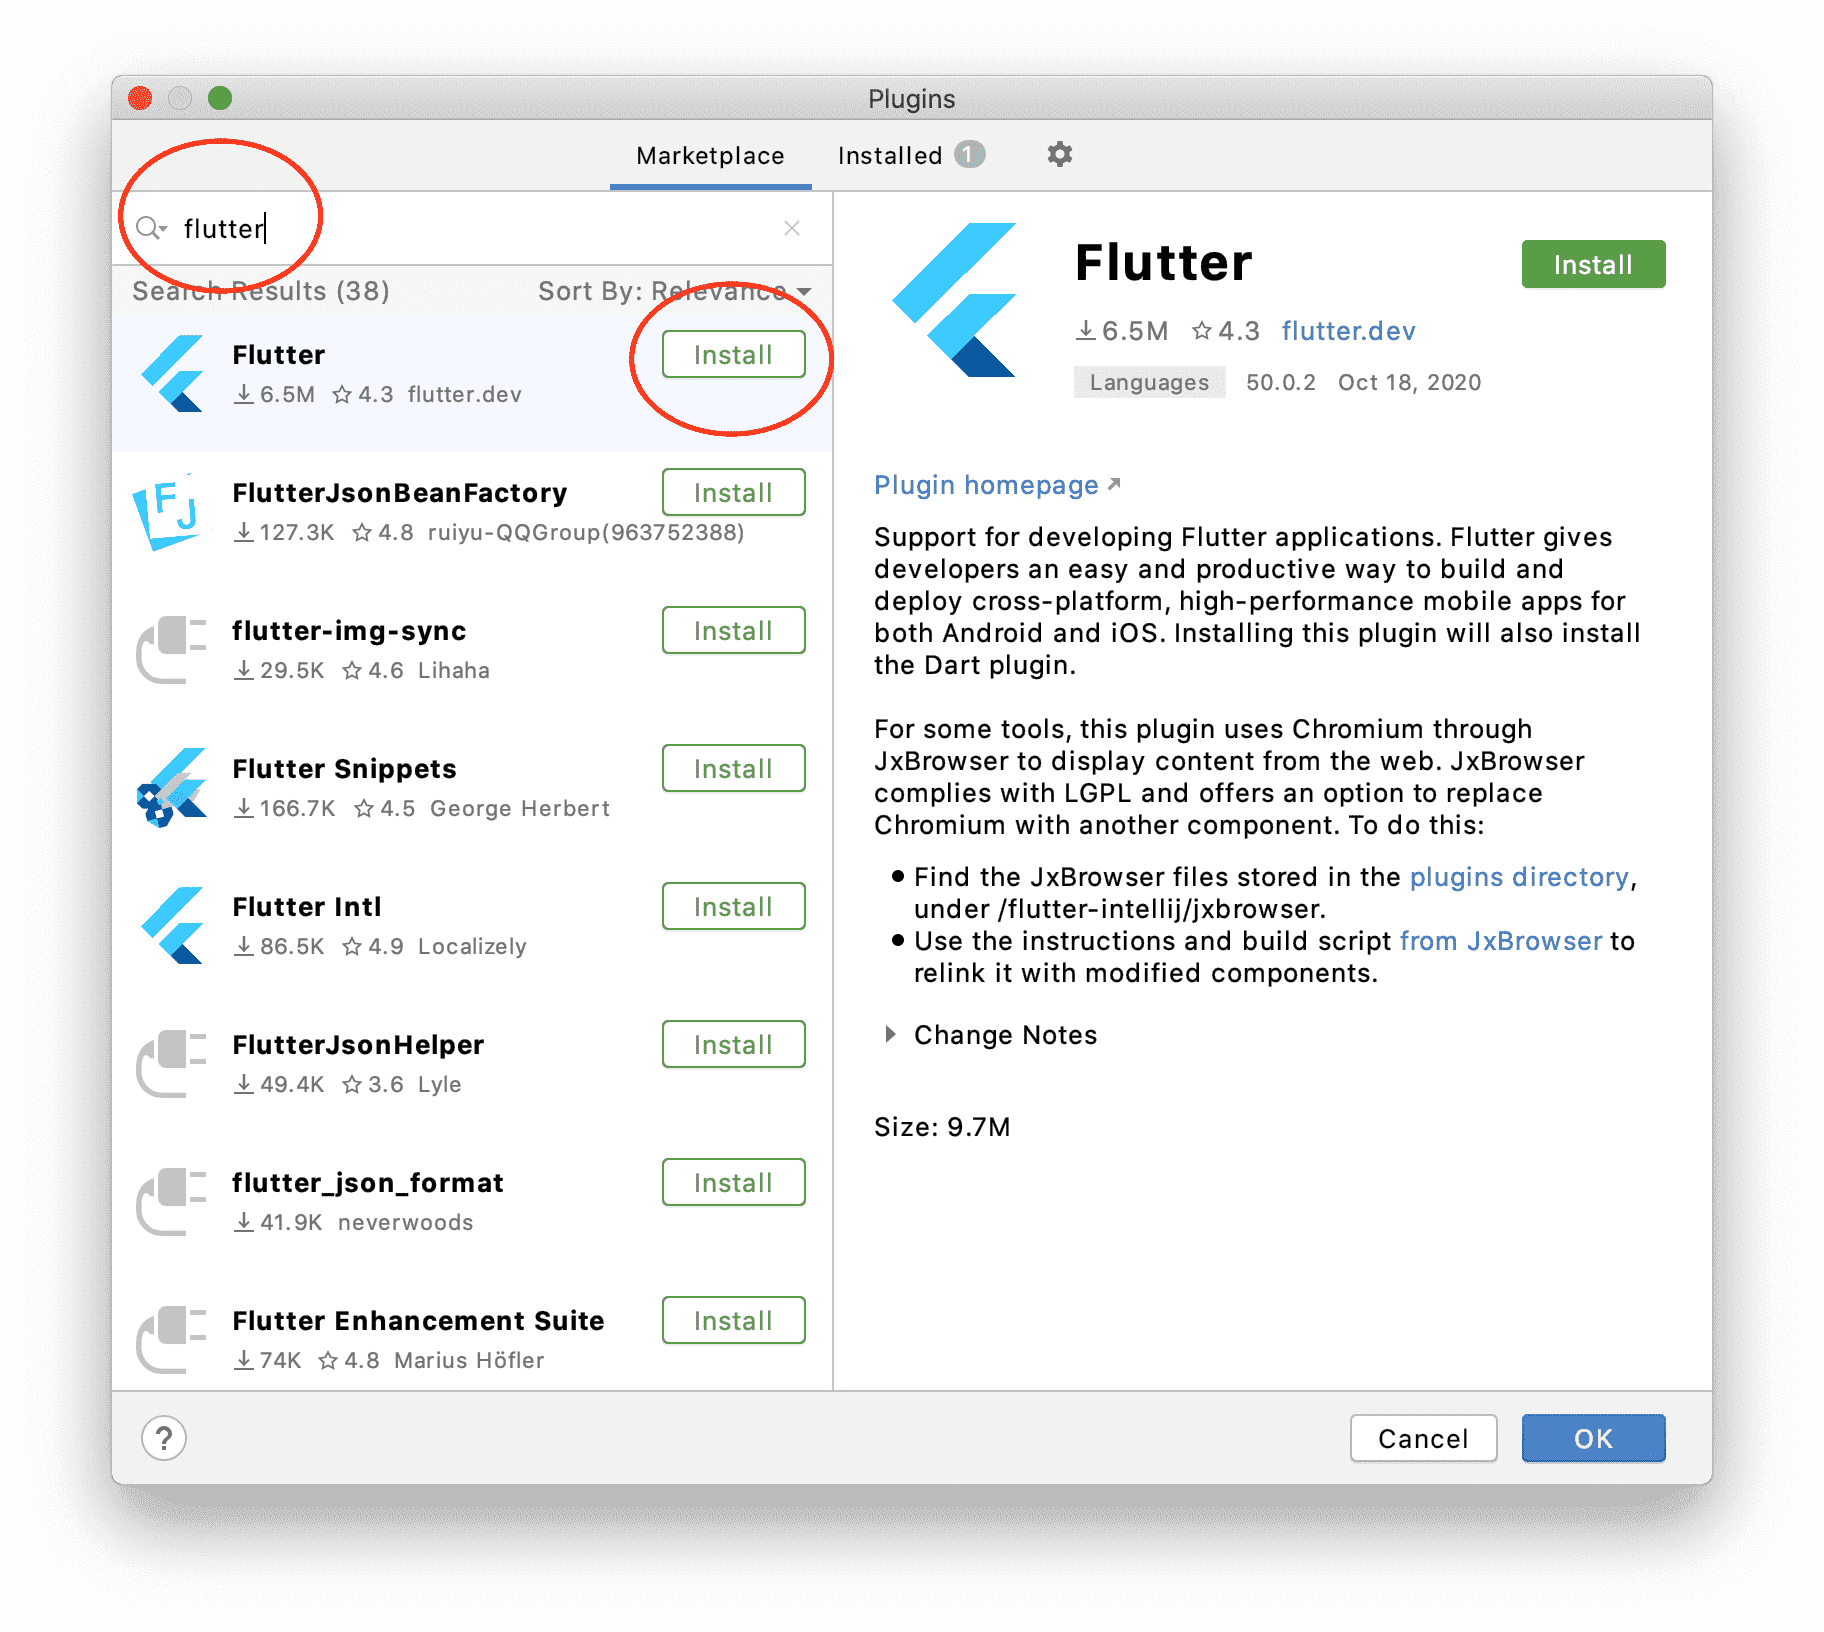 Plugins
Marketplace
Installed 1
flutter
Search Results (38)
Sort By: Relevance
Flutter
Install
6.5M 4.3 flutter.dev
FJ
FlutterJsonBeanFactory
Install
127.3K 4.8 ruiyu-QQGroup(963752388)
flutter-img-sync
Install
29.5K 4.6 Lihaha
Flutter Snippets
Install
166.7K 4.5 George Herbert
Flutter Intl
Install
86.5K 4.9 Localizely
FlutterJsonHelper
Install
49.4K 3.6 Lyle
flutter_json_format
Install
41.9K neverwoods
Flutter Enhancement Suite
Install
74K 4.8 Marius Höfler
Flutter
Install
6.5M 4.3 flutter.dev
Languages 50.0.2 Oct 18, 2020
Plugin homepage
Support for developing Flutter applications. Flutter gives
developers an easy and productive way to build and
deploy cross-platform, high-performance mobile apps for
both Android and iOS. Installing this plugin will also install
the Dart plugin.
For some tools, this plugin uses Chromium through
JxBrowser to display content from the web. JxBrowser
complies with LGPL and offers an option to replace
Chromium with another component. To do this:
Find the JxBrowser files stored in the plugins directory,
under /flutter-intellij/jxbrowser.
Use the instructions and build script from JxBrowser to
relink it with modified components.
Change Notes
Size: 9.7M
?
Cancel
OK